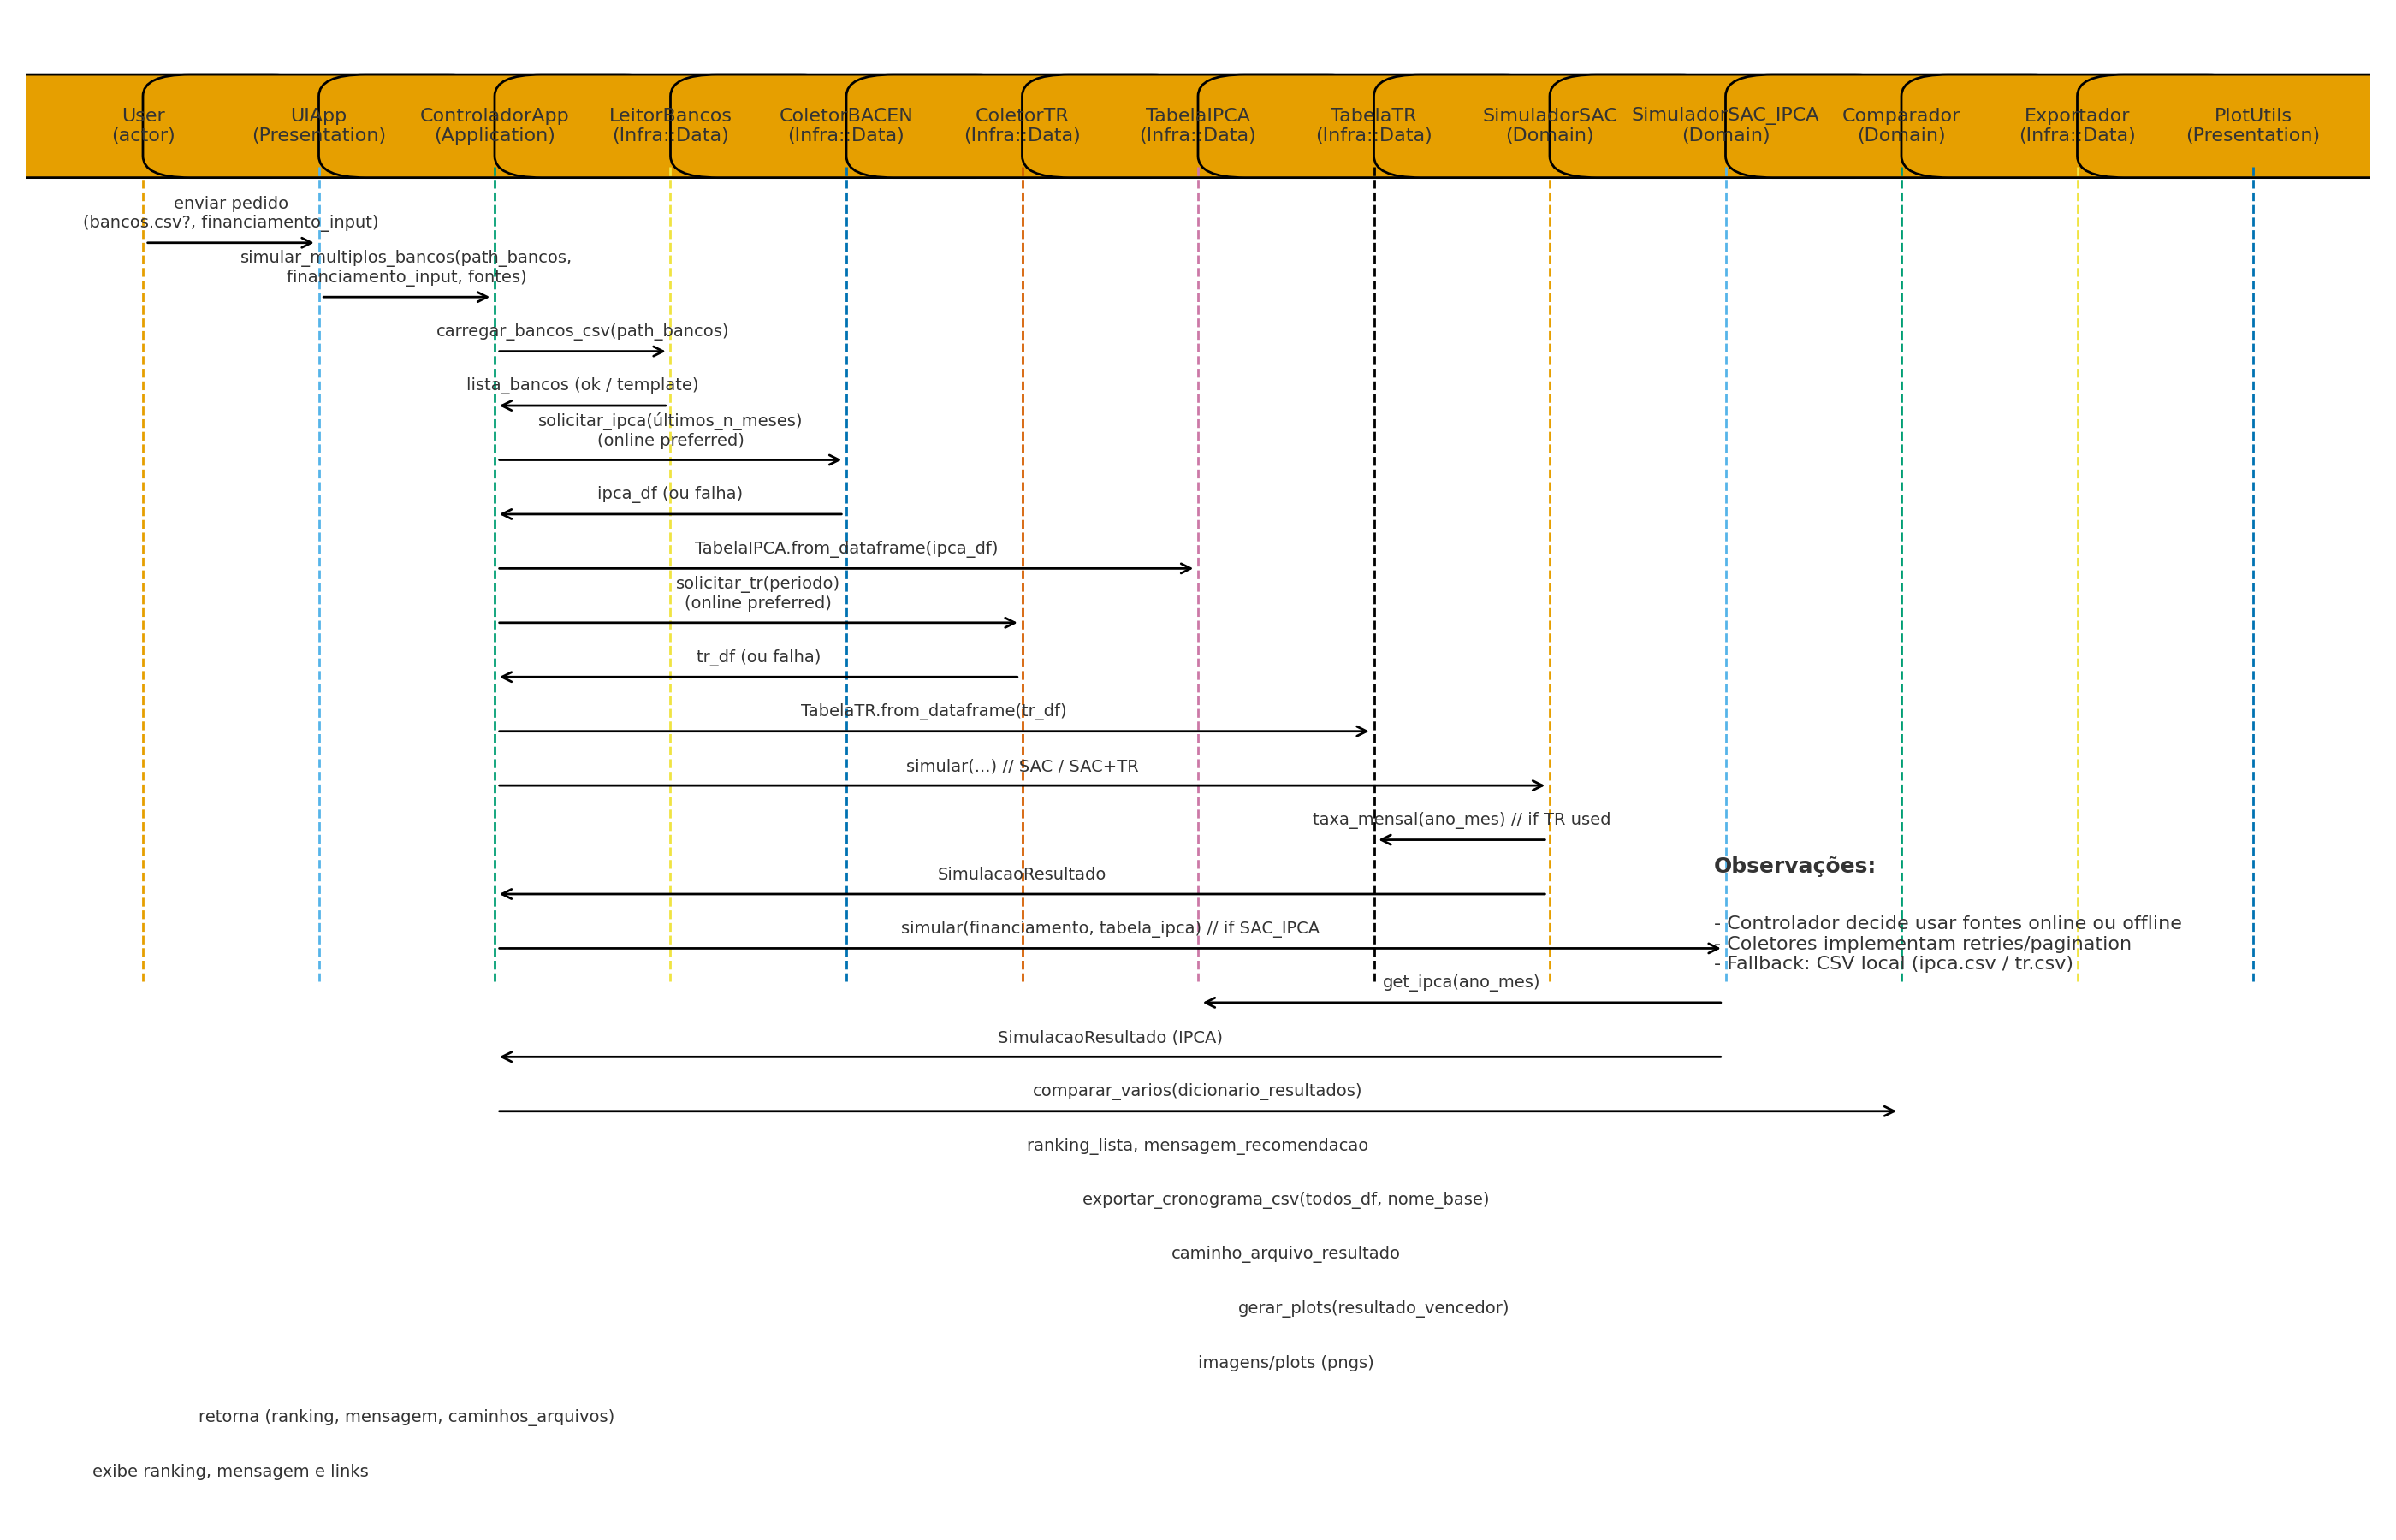 User
(actor)
UIApp
(Presentation)
ControladorApp
(Application)
LeitorBancos
(Infra::Data)
ColetorBACEN
(Infra::Data)
ColetorTR
(Infra::Data)
TabelaIPCA
(Infra::Data)
TabelaTR
(Infra::Data)
SimuladorSAC
(Domain)
SimuladorSAC_IPCA
(Domain)
Comparador
(Domain)
Exportador
(Infra::Data)
PlotUtils
(Presentation)
enviar pedido
(bancos.csv?, financiamento_input)
simular_multiplos_bancos(path_bancos,
financiamento_input, fontes)
carregar_bancos_csv(path_bancos)
lista_bancos (ok / template)
solicitar_ipca(últimos_n_meses)
(online preferred)
ipca_df (ou falha)
TabelaIPCA.from_dataframe(ipca_df)
solicitar_tr(periodo)
(online preferred)
tr_df (ou falha)
TabelaTR.from_dataframe(tr_df)
simular(...) // SAC / SAC+TR
taxa_mensal(ano_mes) // if TR used
SimulacaoResultado
simular(financiamento, tabela_ipca) // if SAC_IPCA
Observações:
- Controlador decide usar fontes online ou offline
- Coletores implementam retries/pagination
- Fallback: CSV local (ipca.csv / tr.csv)
get_ipca(ano_mes)
SimulacaoResultado (IPCA)
comparar_varios(dicionario_resultados)
ranking_lista, mensagem_recomendacao
exportar_cronograma_csv(todos_df, nome_base)
caminho_arquivo_resultado
gerar_plots(resultado_vencedor)
imagens/plots (pngs)
retorna (ranking, mensagem, caminhos_arquivos)
exibe ranking, mensagem e links